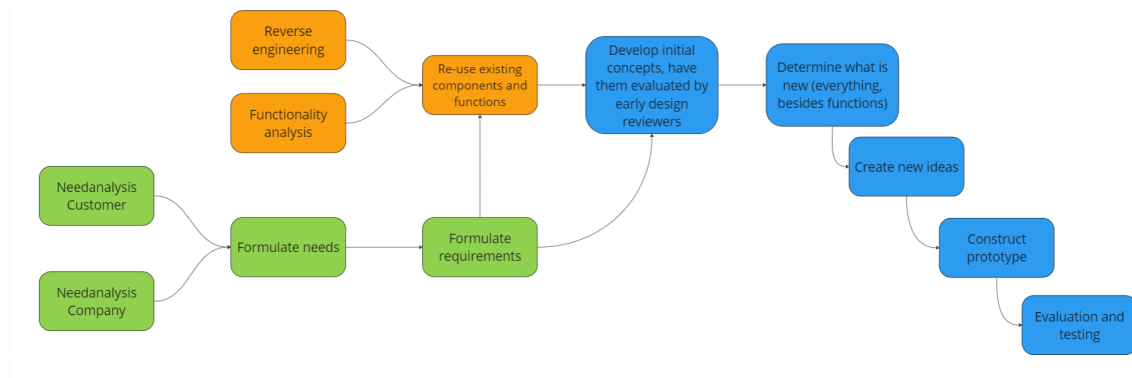 Reverse
engineering
Functionality
analysis
Re-use existing
components and
functions
Develop initial
concepts, have
them evaluated by
early design
reviewers
Determine what is
new (everything,
besides functions)
Create new ideas
Construct
prototype
Evaluation and
testing
Needanalysis
Customer
Needanalysis
Company
Formulate needs
Formulate
requirements